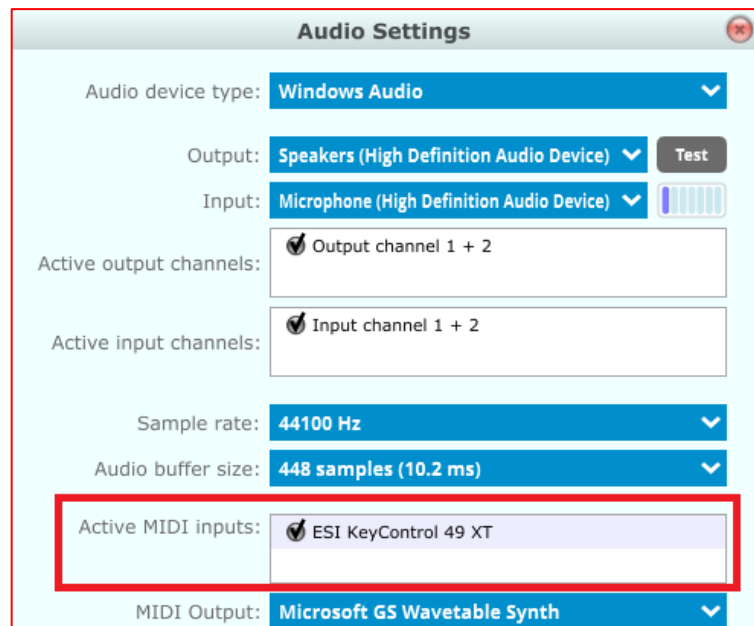 Audio Settings
Audio device type: Windows Audio
Output: Speakers (High Definition Audio Device) Test
Input: Microphone (High Definition Audio Device)
Active output channels: Output channel 1 + 2
Active input channels: Input channel 1 + 2
Sample rate: 44100 Hz
Audio buffer size: 448 samples (10.2 ms)
Active MIDI inputs: ESI KeyControl 49 XT
MIDI Output: Microsoft GS Wavetable Synth